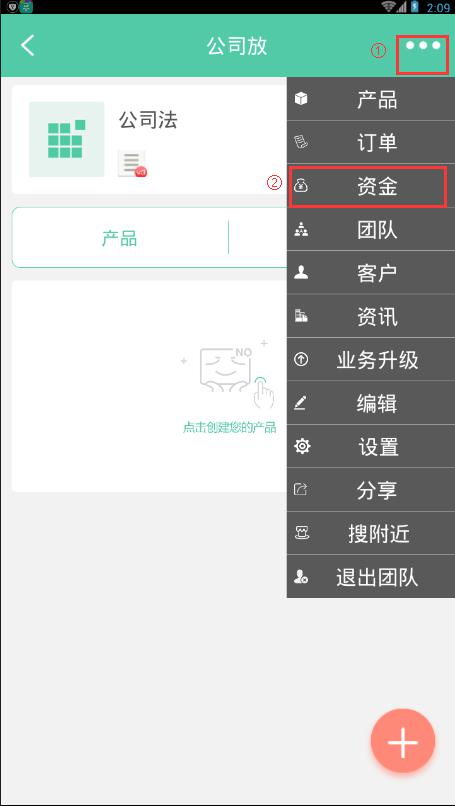 2:09
公司放
①
公司法
产品
②
NO
点击创建您的产品
产品
订单
资金
团队
客户
资讯
业务升级
编辑
设置
分享
搜附近
退出团队